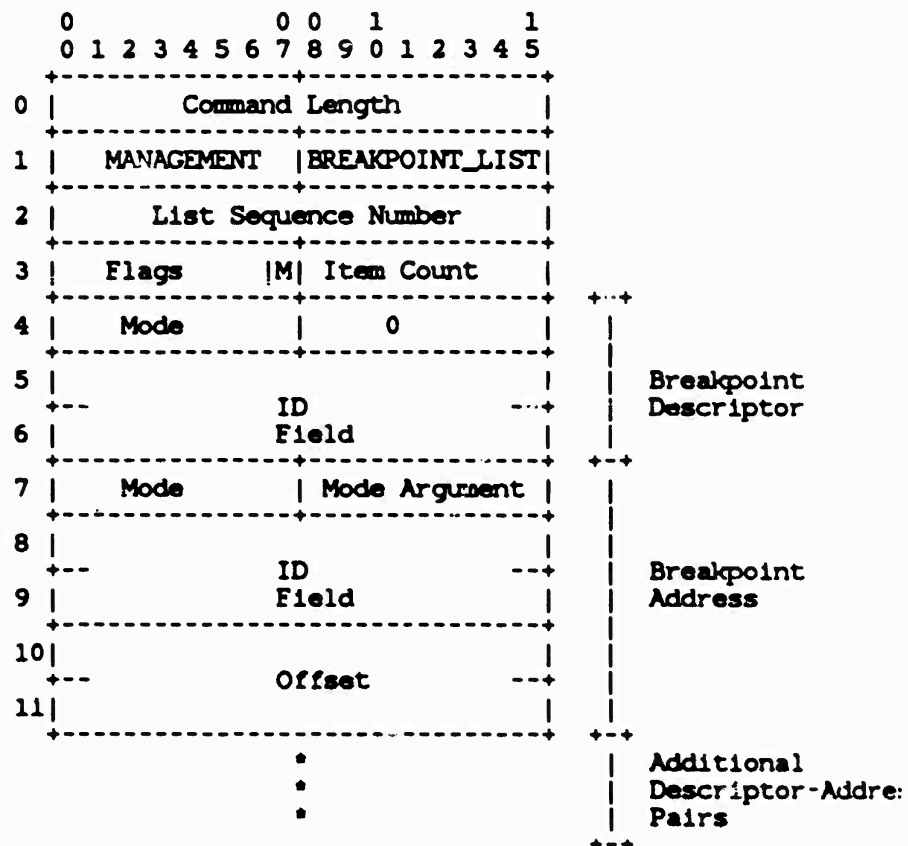 0 0 0 1 1
0 1 2 3 4 5 6 7 8 9 0 1 2 3 4 5
0 | Command Length |
1 | MANAGEMENT | BREAKPOINT_LIST|
2 | List Sequence Number |
3 | Flags |M| Item Count |
4 | Mode | 0 |
5 | | Breakpoint
ID Descriptor
6 | Field |
7 | Mode | Mode Argument |
8 | |
ID Breakpoint
9 | Field | Address
10| |
Offset
11| |
* Additional
* Descriptor-Addre
* Pairs